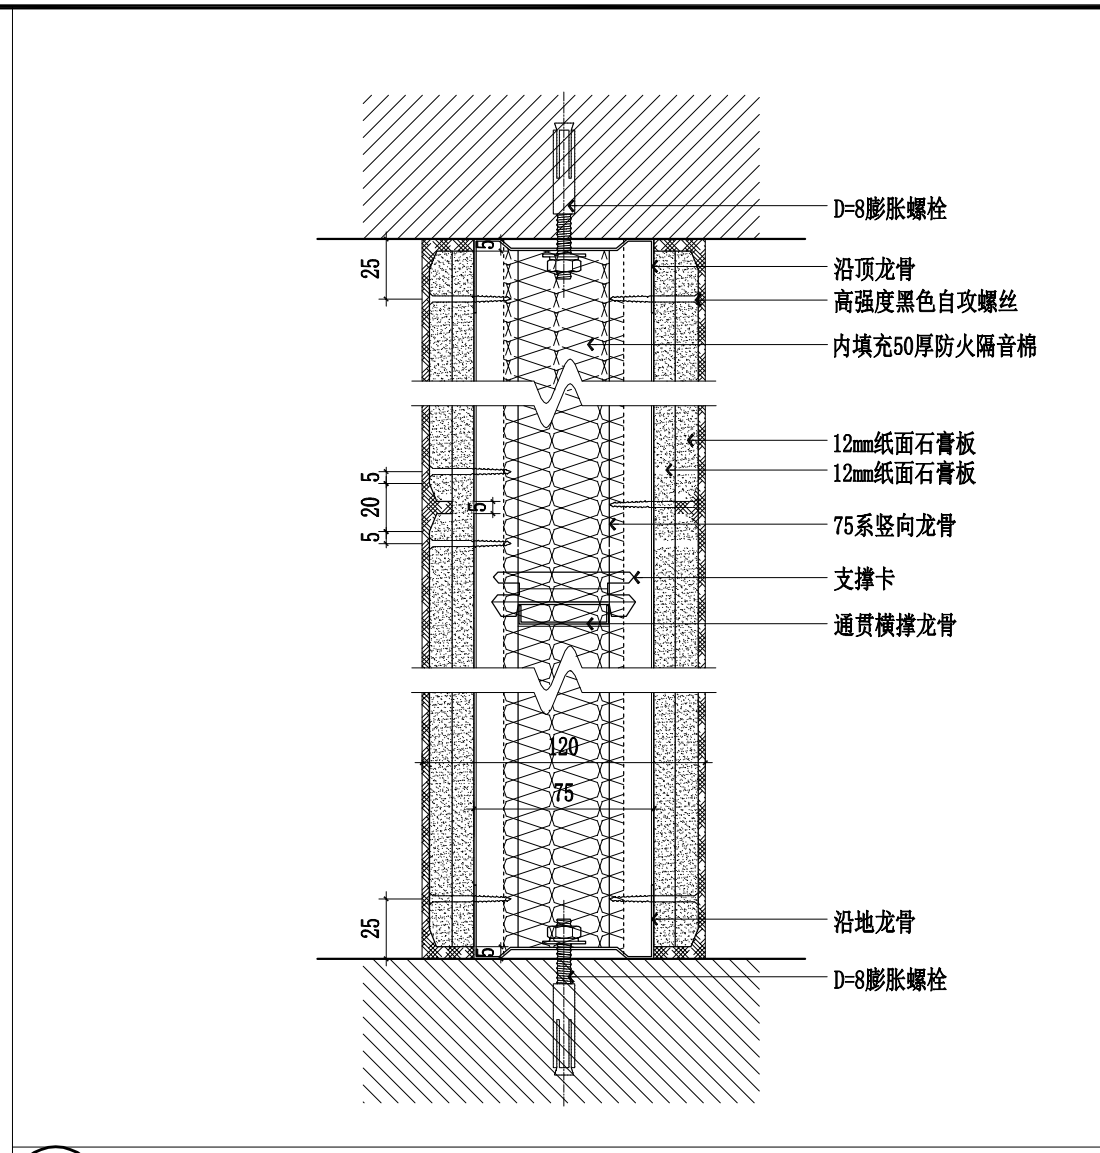 D=8膨胀螺栓
5
25
沿顶龙骨
高强度黑色自攻螺丝
内填充50厚防火隔音棉
12mm纸面石膏板
12mm纸面石膏板
5
20
5
5
75系竖向龙骨
支撑卡
通贯横撑龙骨
120
75
25
沿地龙骨
5
D=8膨胀螺栓